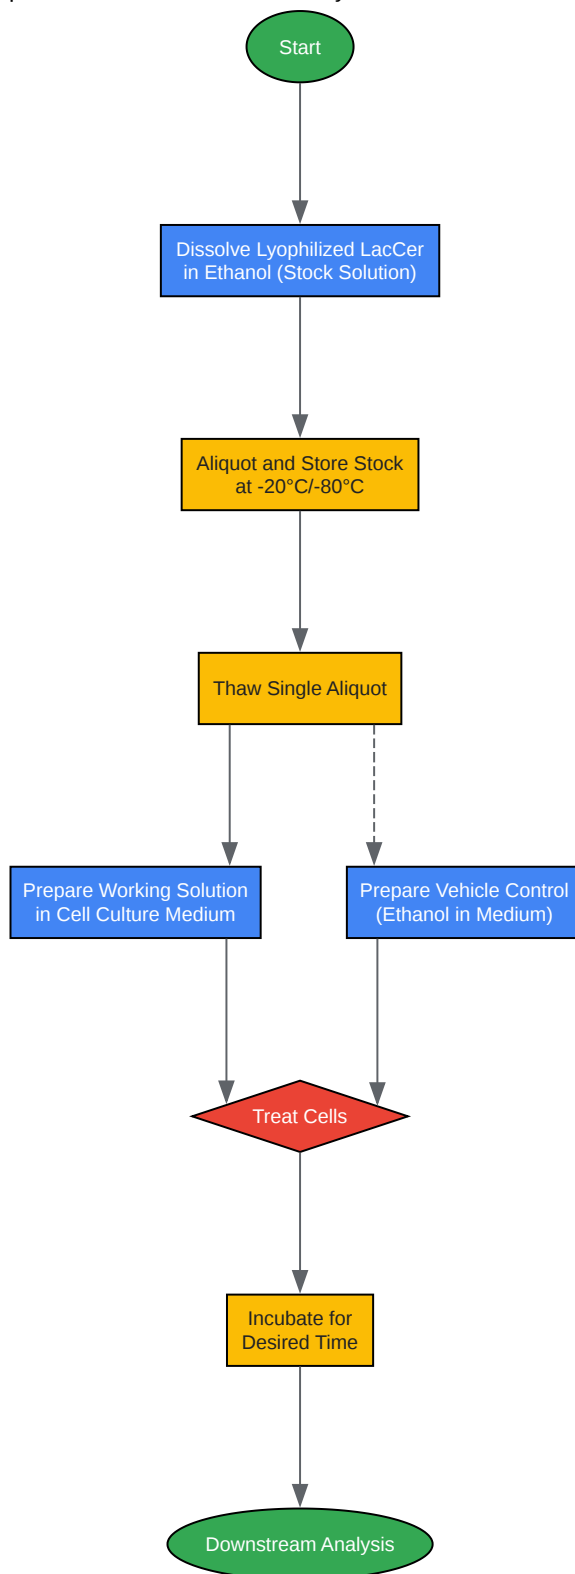 Start
Dissolve Lyophilized LacCer
in Ethanol (Stock Solution)
Aliquot and Store Stock
at -20°C/-80°C
Thaw Single Aliquot
Prepare Working Solution
in Cell Culture Medium
Prepare Vehicle Control
(Ethanol in Medium)
Treat Cells
Incubate for
Desired Time
Downstream Analysis